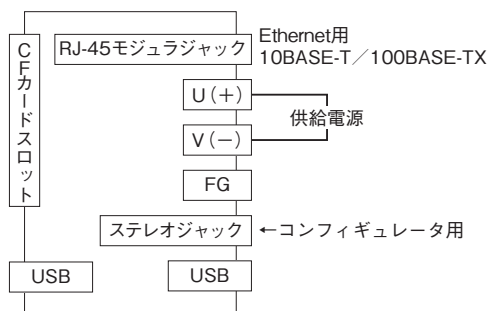 CFカードスロット
RJ-45モジュラジャック
Ethernet用
10BASE-T／100BASE-TX
U（＋）
供給電源
V（－）
FG
ステレオジャック
←コンフィギュレータ用
USB
USB